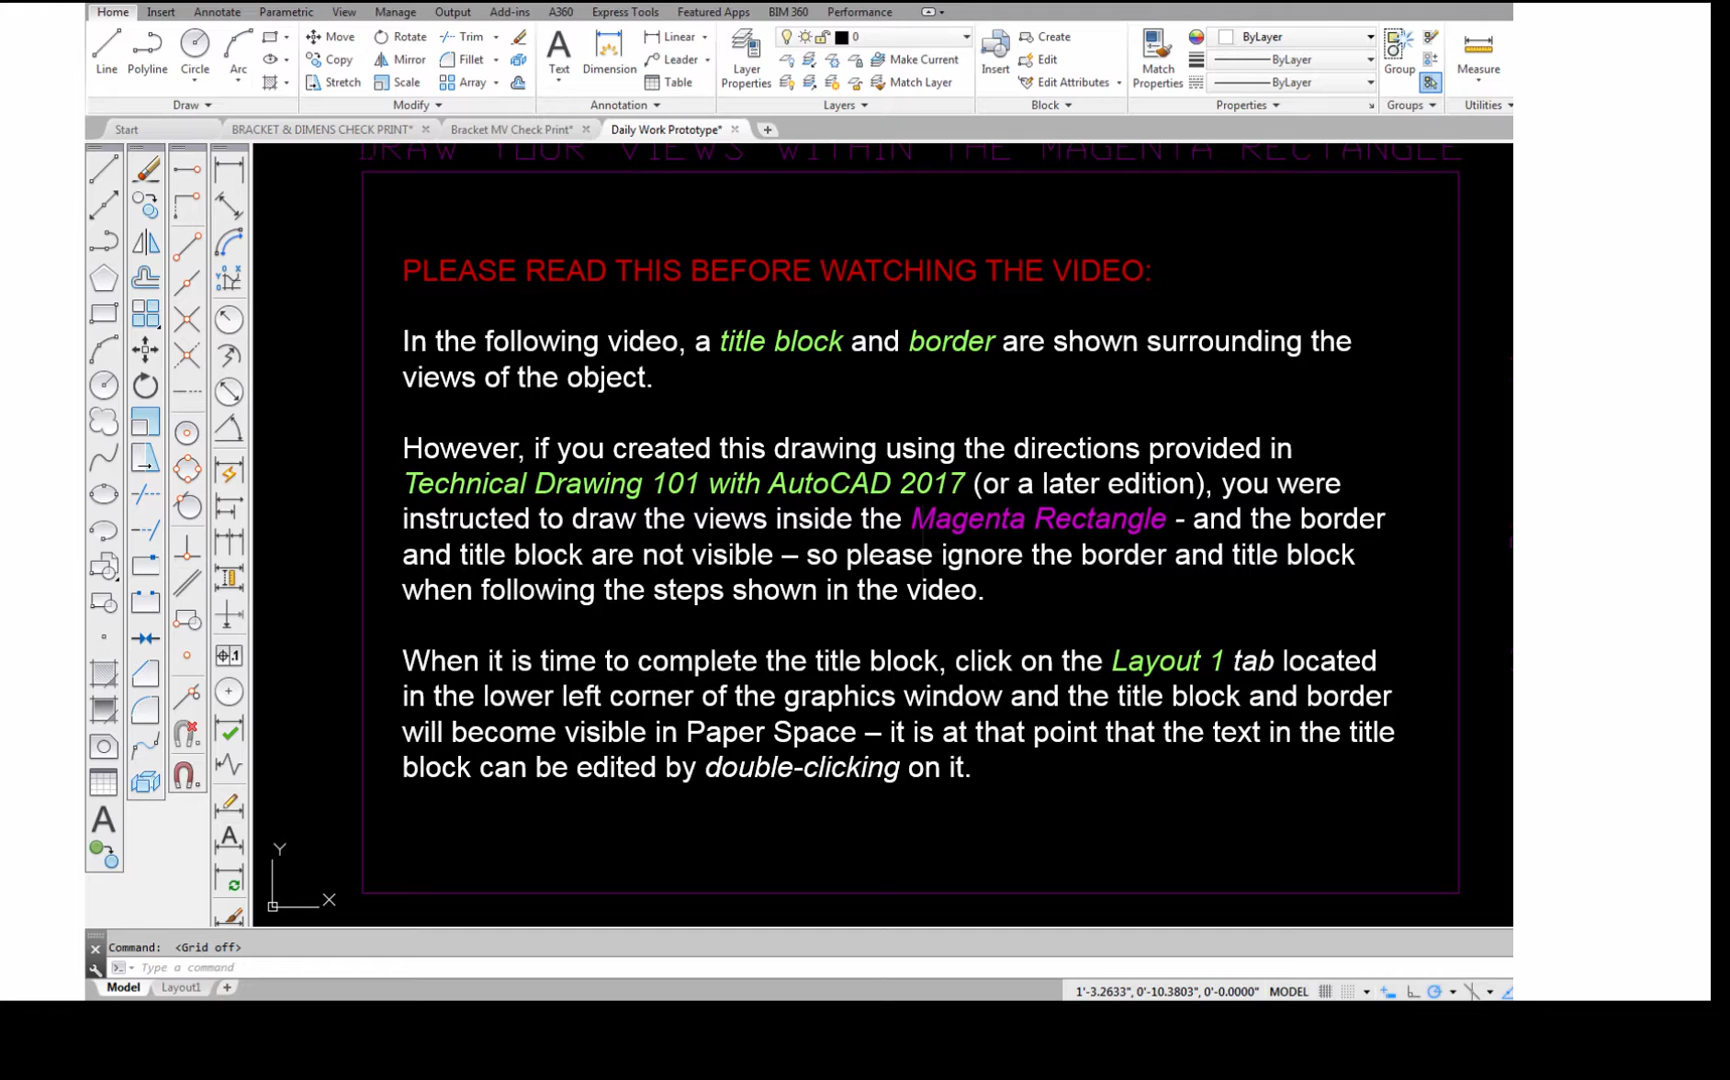 Home Insert Annotate Parametric View Manage Output Add-ins A360 Express Tools Featured Apps BIM 360 Performance
Line Polyline Circle Arc
Move Rotate Trim
Copy Mirror Fillet
Stretch Scale Array
Text Dimension
Linear
Leader
Table
Layer Properties
0
Make Current
Match Layer
Insert
Create
Edit
Edit Attributes
Match Properties
ByLayer
ByLayer
ByLayer
Group
Measure
Draw Modify Annotation Layers Block Properties Groups Utilities
Start BRACKET & DIMENS CHECK PRINT* Bracket MV Check Print* Daily Work Prototype*
DRAW YOUR VIEWS WITHIN THE MAGENTA RECTANGLE
PLEASE READ THIS BEFORE WATCHING THE VIDEO:
In the following video, a title block and border are shown surrounding the
views of the object.
However, if you created this drawing using the directions provided in
Technical Drawing 101 with AutoCAD 2017 (or a later edition), you were
instructed to draw the views inside the Magenta Rectangle - and the border
and title block are not visible – so please ignore the border and title block
when following the steps shown in the video.
When it is time to complete the title block, click on the Layout 1 tab located
in the lower left corner of the graphics window and the title block and border
will become visible in Paper Space – it is at that point that the text in the title
block can be edited by double-clicking on it.
Y
X
Command: <Grid off>
Type a command
Model Layout1 +
1'-3.2633", 0'-10.3803", 0'-0.0000" MODEL